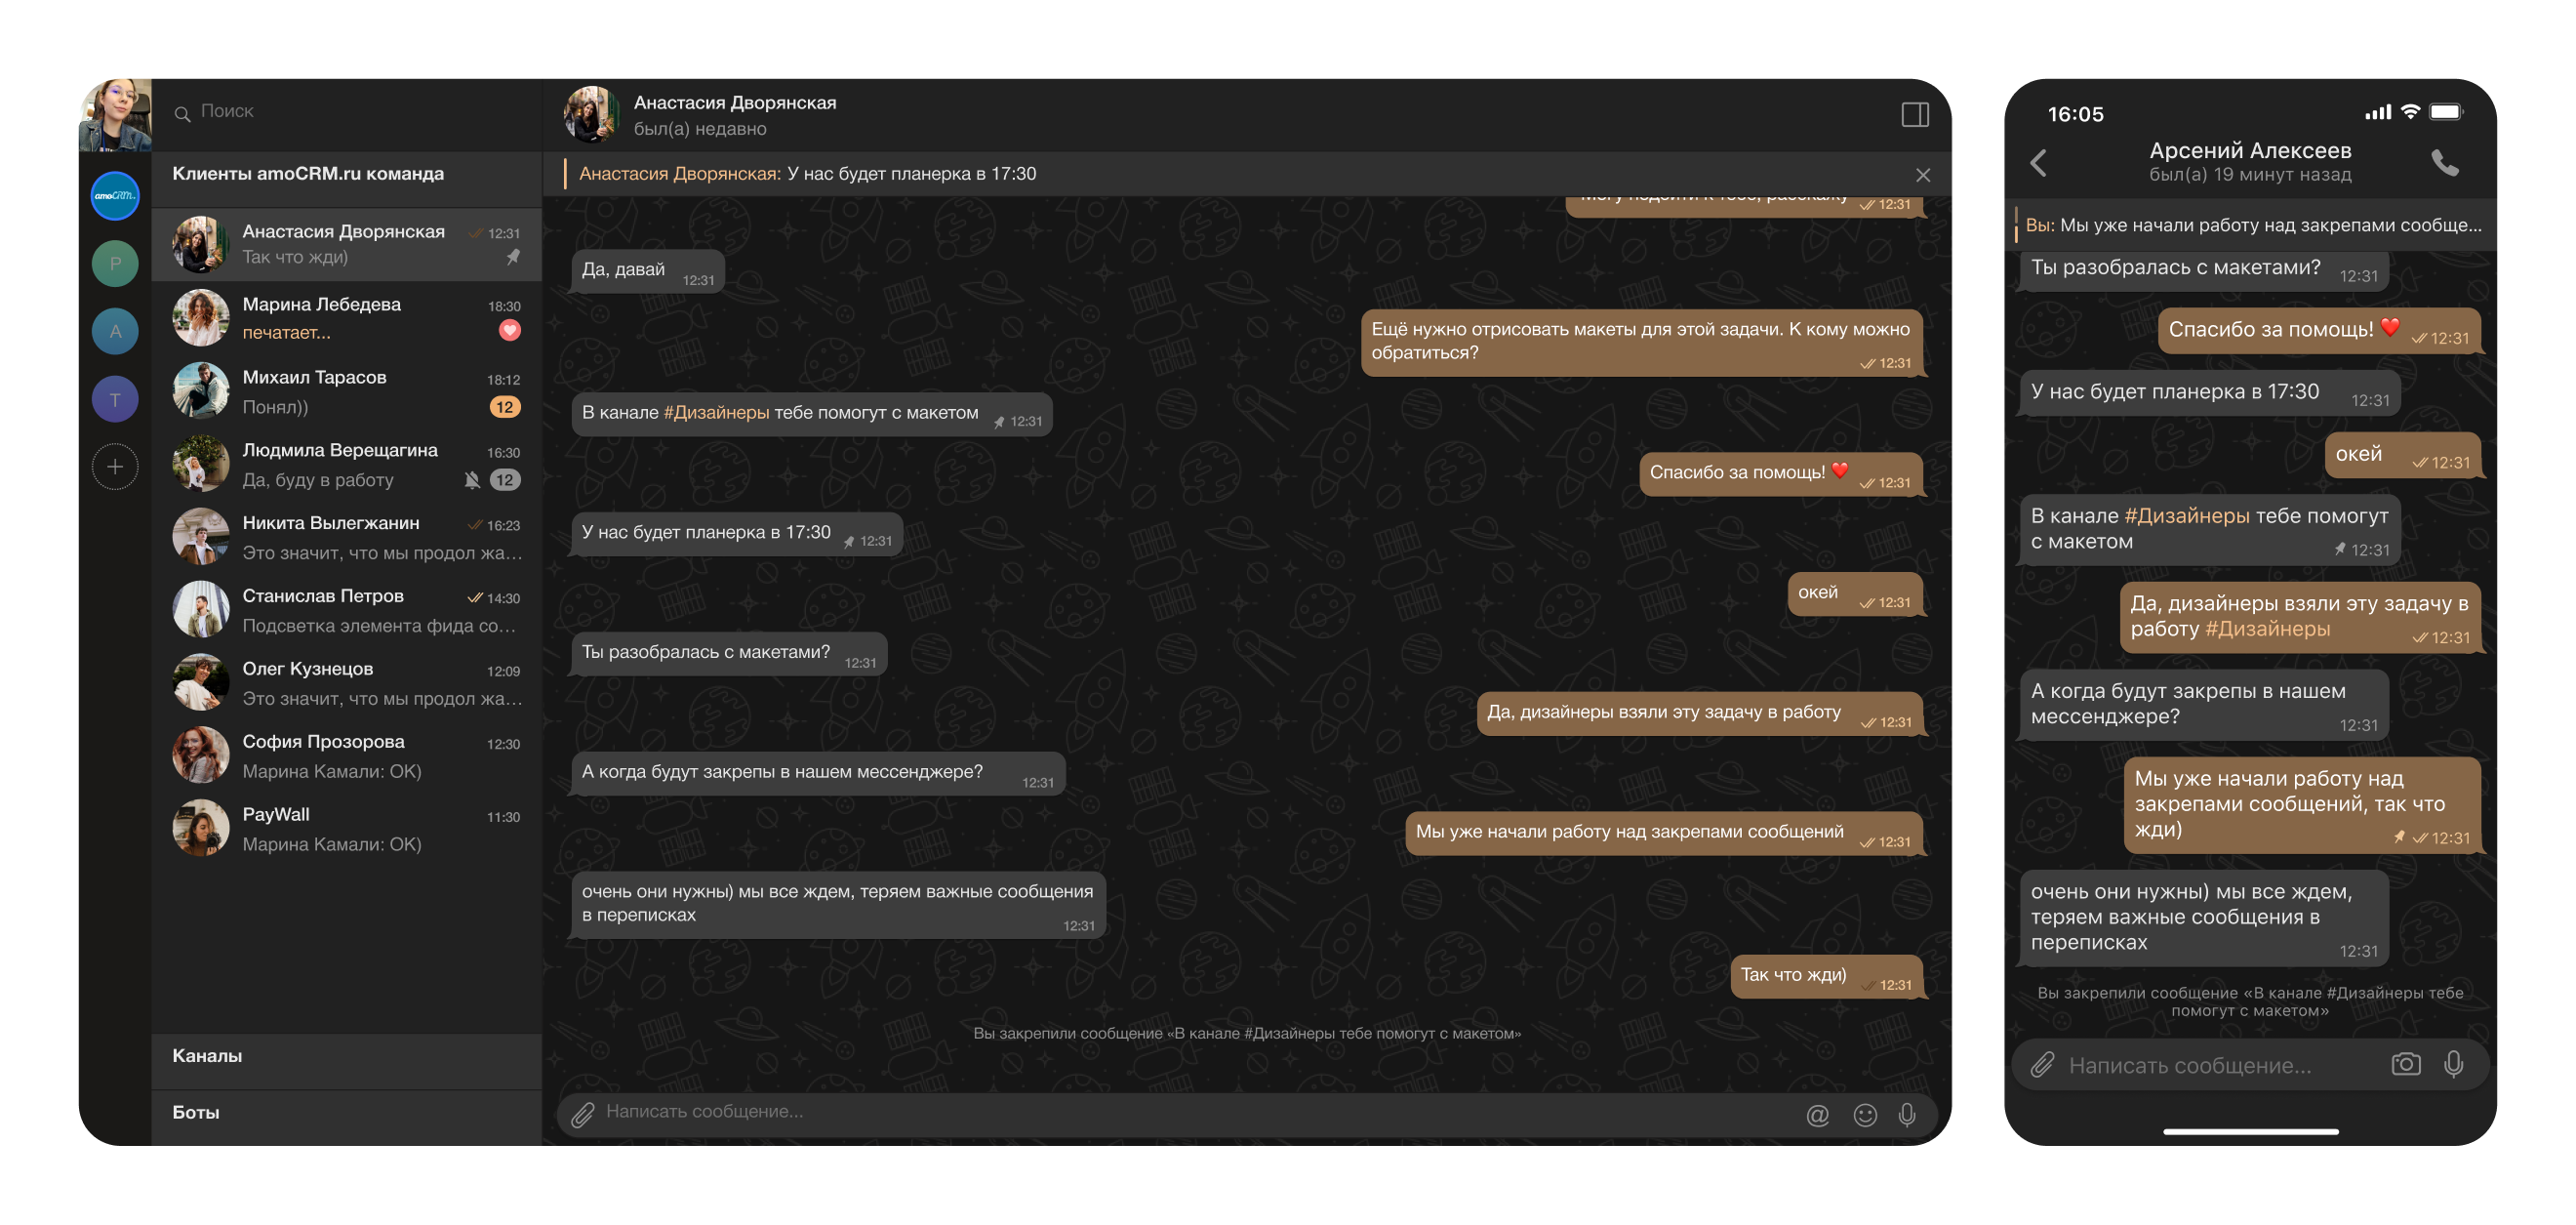 Поиск
amoCRM.
Р
А
Т
Клиенты amoCRM.ru команда
Анастасия Дворянская 12:31
Так что жди)
Марина Лебедева 18:30
печатает...
Михаил Тарасов 18:12
Понял)) 12
Людмила Верещагина 16:30
Да, буду в работу 12
Никита Вылегжанин 16:23
Это значит, что мы продол жа...
Станислав Петров 14:30
Подсветка элемента фида со...
Олег Кузнецов 12:09
Это значит, что мы продол жа...
София Прозорова 12:30
Марина Камали: ОК)
PayWall 11:30
Марина Камали: ОК)
Каналы
Боты
Анастасия Дворянская
был(а) недавно
Анастасия Дворянская: У нас будет планерка в 17:30
Могу подойти к тебе, расскажу 12:31
Да, давай 12:31
Ещё нужно отрисовать макеты для этой задачи. К кому можно
обратиться? 12:31
В канале #Дизайнеры тебе помогут с макетом 12:31
Спасибо за помощь! ❤️ 12:31
У нас будет планерка в 17:30 12:31
окей 12:31
Ты разобралась с макетами? 12:31
Да, дизайнеры взяли эту задачу в работу 12:31
А когда будут закрепы в нашем мессенджере? 12:31
Мы уже начали работу над закрепами сообщений 12:31
очень они нужны) мы все ждем, теряем важные сообщения
в переписках 12:31
Так что жди) 12:31
Вы закрепили сообщение «В канале #Дизайнеры тебе помогут с макетом»
Написать сообщение...
16:05
Арсений Алексеев
был(а) 19 минут назад
Вы: Мы уже начали работу над закрепами сообще...
Ты разобралась с макетами? 12:31
Спасибо за помощь! ❤️ 12:31
У нас будет планерка в 17:30 12:31
окей 12:31
В канале #Дизайнеры тебе помогут
с макетом 12:31
Да, дизайнеры взяли эту задачу в
работу #Дизайнеры 12:31
А когда будут закрепы в нашем
мессенджере? 12:31
Мы уже начали работу над
закрепами сообщений, так что
жди) 12:31
очень они нужны) мы все ждем,
теряем важные сообщения в
переписках 12:31
Вы закрепили сообщение «В канале #Дизайнеры тебе
помогут с макетом»
Написать сообщение...